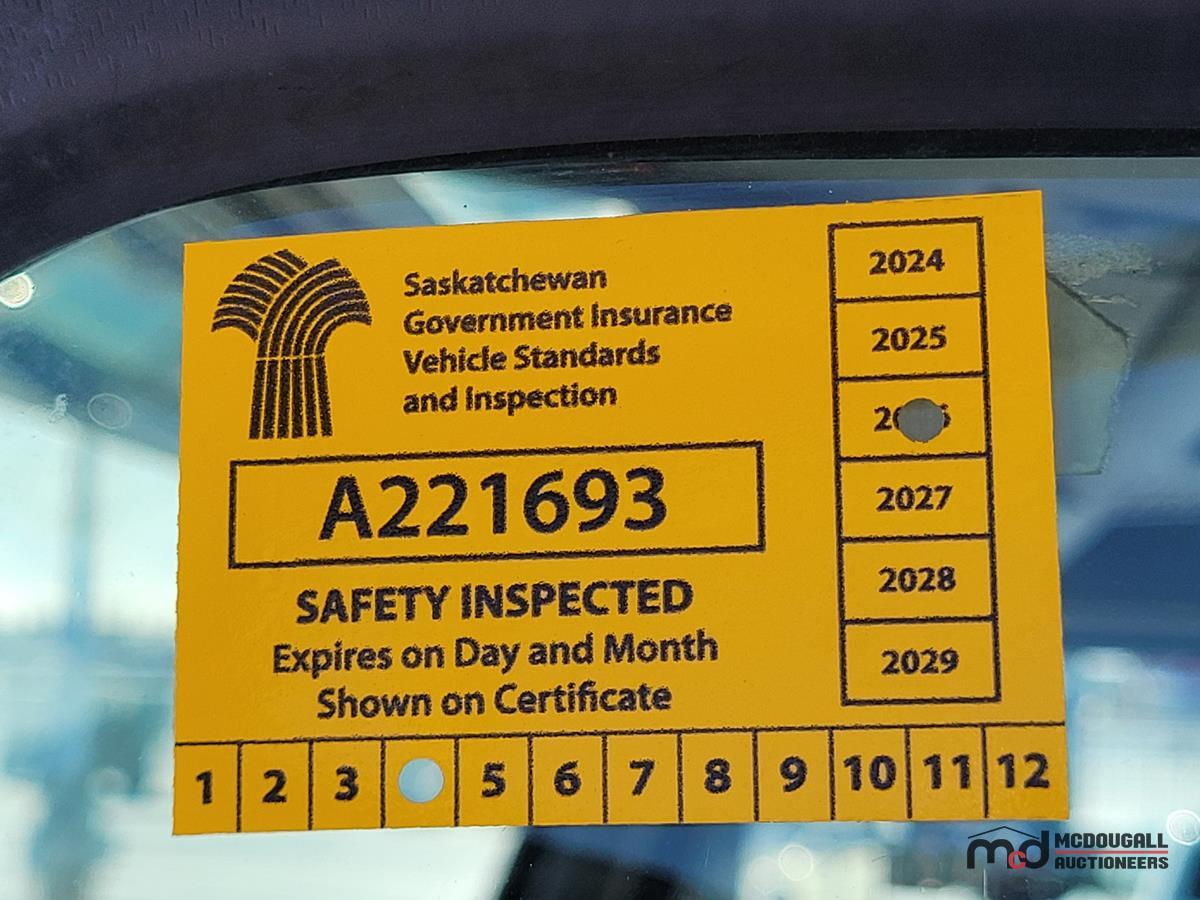 Saskatchewan
Government Insurance
Vehicle Standards
and Inspection
A221693
SAFETY INSPECTED
Expires on Day and Month
Shown on Certificate
2024
2025
2027
2028
2029
1 2 3 5 6 7 8 9 10 11 12
mcd MCDOUGALL
AUCTIONEERS